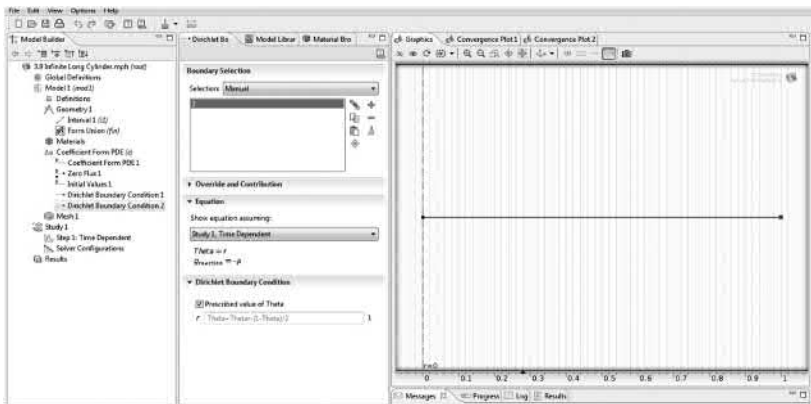 File Edit View Options Help
Model Builder
3.9 Infinite Long Cylinder.mph (root)
Global Definitions
Model 1 (mod1)
Definitions
Geometry 1
Interval 1 (i1)
Form Union (fin)
Materials
Coefficient Form PDE (c)
Coefficient Form PDE 1
Zero Flux 1
Initial Values 1
Dirichlet Boundary Condition 1
Dirichlet Boundary Condition 2
Mesh 1
Study 1
Step 1: Time Dependent
Solver Configurations
Results
Dirichlet Bo
Model Librar
Material Bro
Boundary Selection
Selection: Manual
Override and Contribution
Equation
Show equation assuming:
Study 1, Time Dependent
Theta = r
Dirichlet Boundary Condition
Prescribed value of Theta
r
1
Graphics
Convergence Plot 1
Convergence Plot 2
r=0
0 0.1 0.2 0.3 0.4 0.5 0.6 0.7 0.8 0.9 1
Messages
Progress
Log
Results